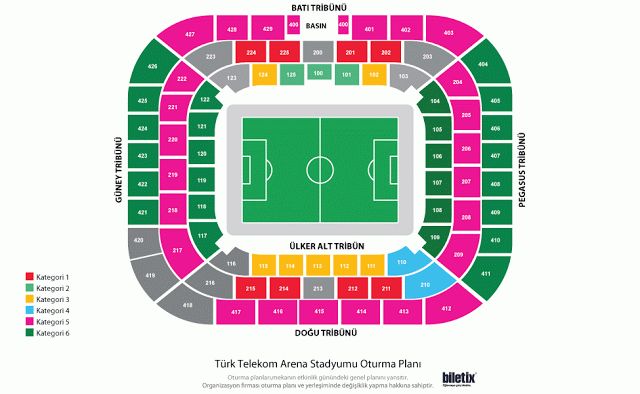 BATI TRİBÜNÜ
427 428 429 400 BASIN 400 401 402 403
223 224 225 200 201 202 203
426 404
222 123 124 125 100 101 102 103 204
425 221 122 104 205 405
424 121 105 406
220 206
423 120 106 407
219 207
422 119 107 408
421 218 118 108 208 409
117 109
420 217 209 410
GÜNEY TRİBÜNÜ
PEGASUS TRİBÜNÜ
ÜLKER ALT TRİBÜN
419 116 115 114 113 112 111 110 411
216 215 214 213 212 211 210
418 417 416 415 414 413 412
DOĞU TRİBÜNÜ
Kategori 1
Kategori 2
Kategori 3
Kategori 4
Kategori 5
Kategori 6
Türk Telekom Arena Stadyumu Oturma Planı
Oturma planlarımekanın etkinlik günündeki genel planını yansıtır.
Organizasyon firması oturma planı ve yerleşiminde değişiklik yapma hakkına sahiptir.
biletix